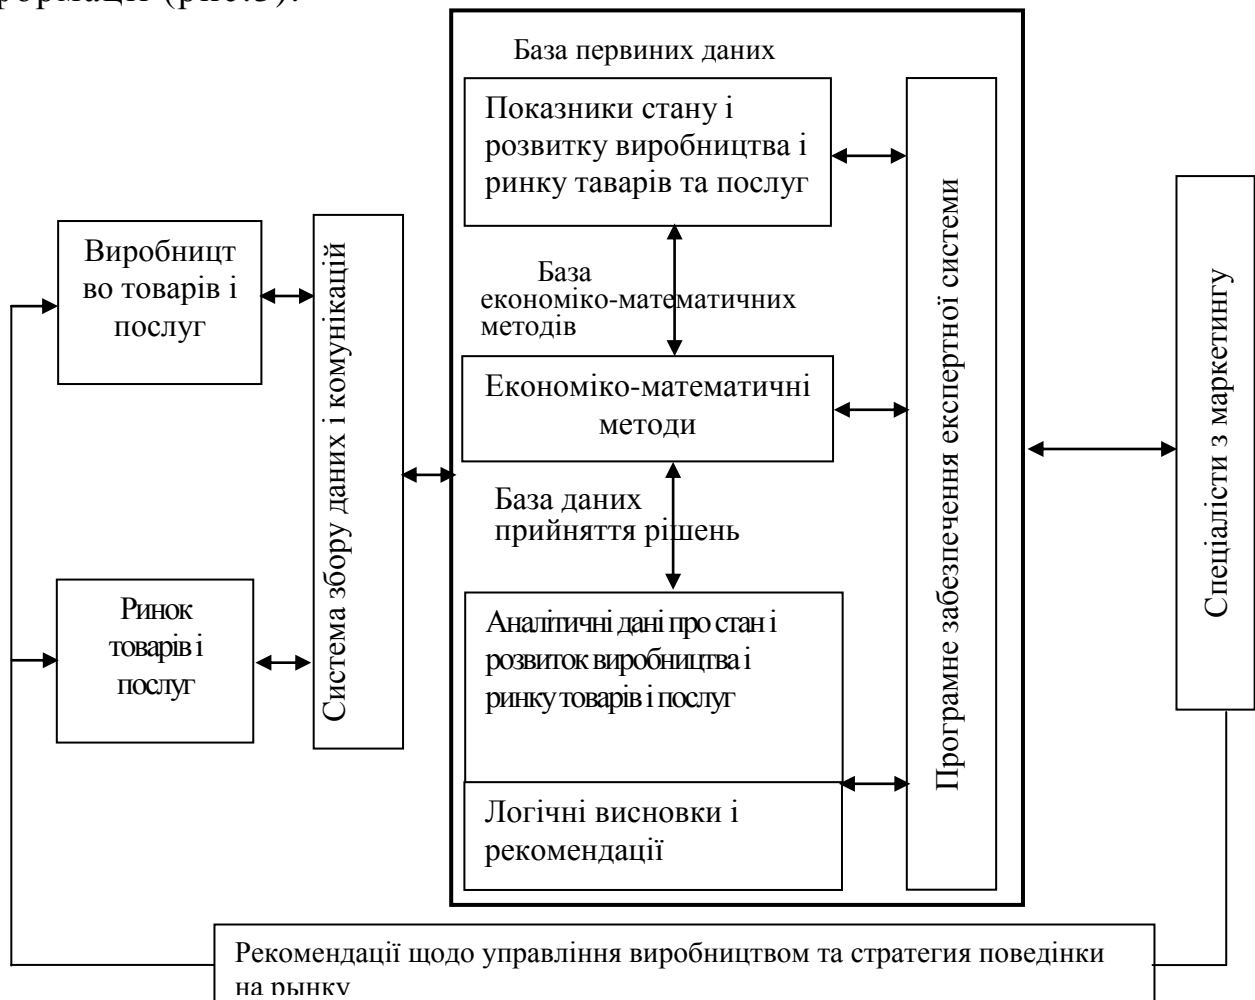 формації (рис.3).
База первиних даних
Показники стану і
розвитку виробництва і
ринку таварів та послуг
Виробницт
во товарів і
послуг
Система збору даних і комунікацій
База
економіко-математичних
методів
Економіко-математичні
методи
База даних
прийняття рішень
Ринок
товарів і
послуг
Аналітичні дані про стан і
розвиток виробництва і
ринку товарів і послуг
Логічні висновки і
рекомендації
Програмне забезпечення експертної системи
Спеціалісти з маркетингу
Рекомендації щодо управління виробництвом та стратегия поведінки
на рынку